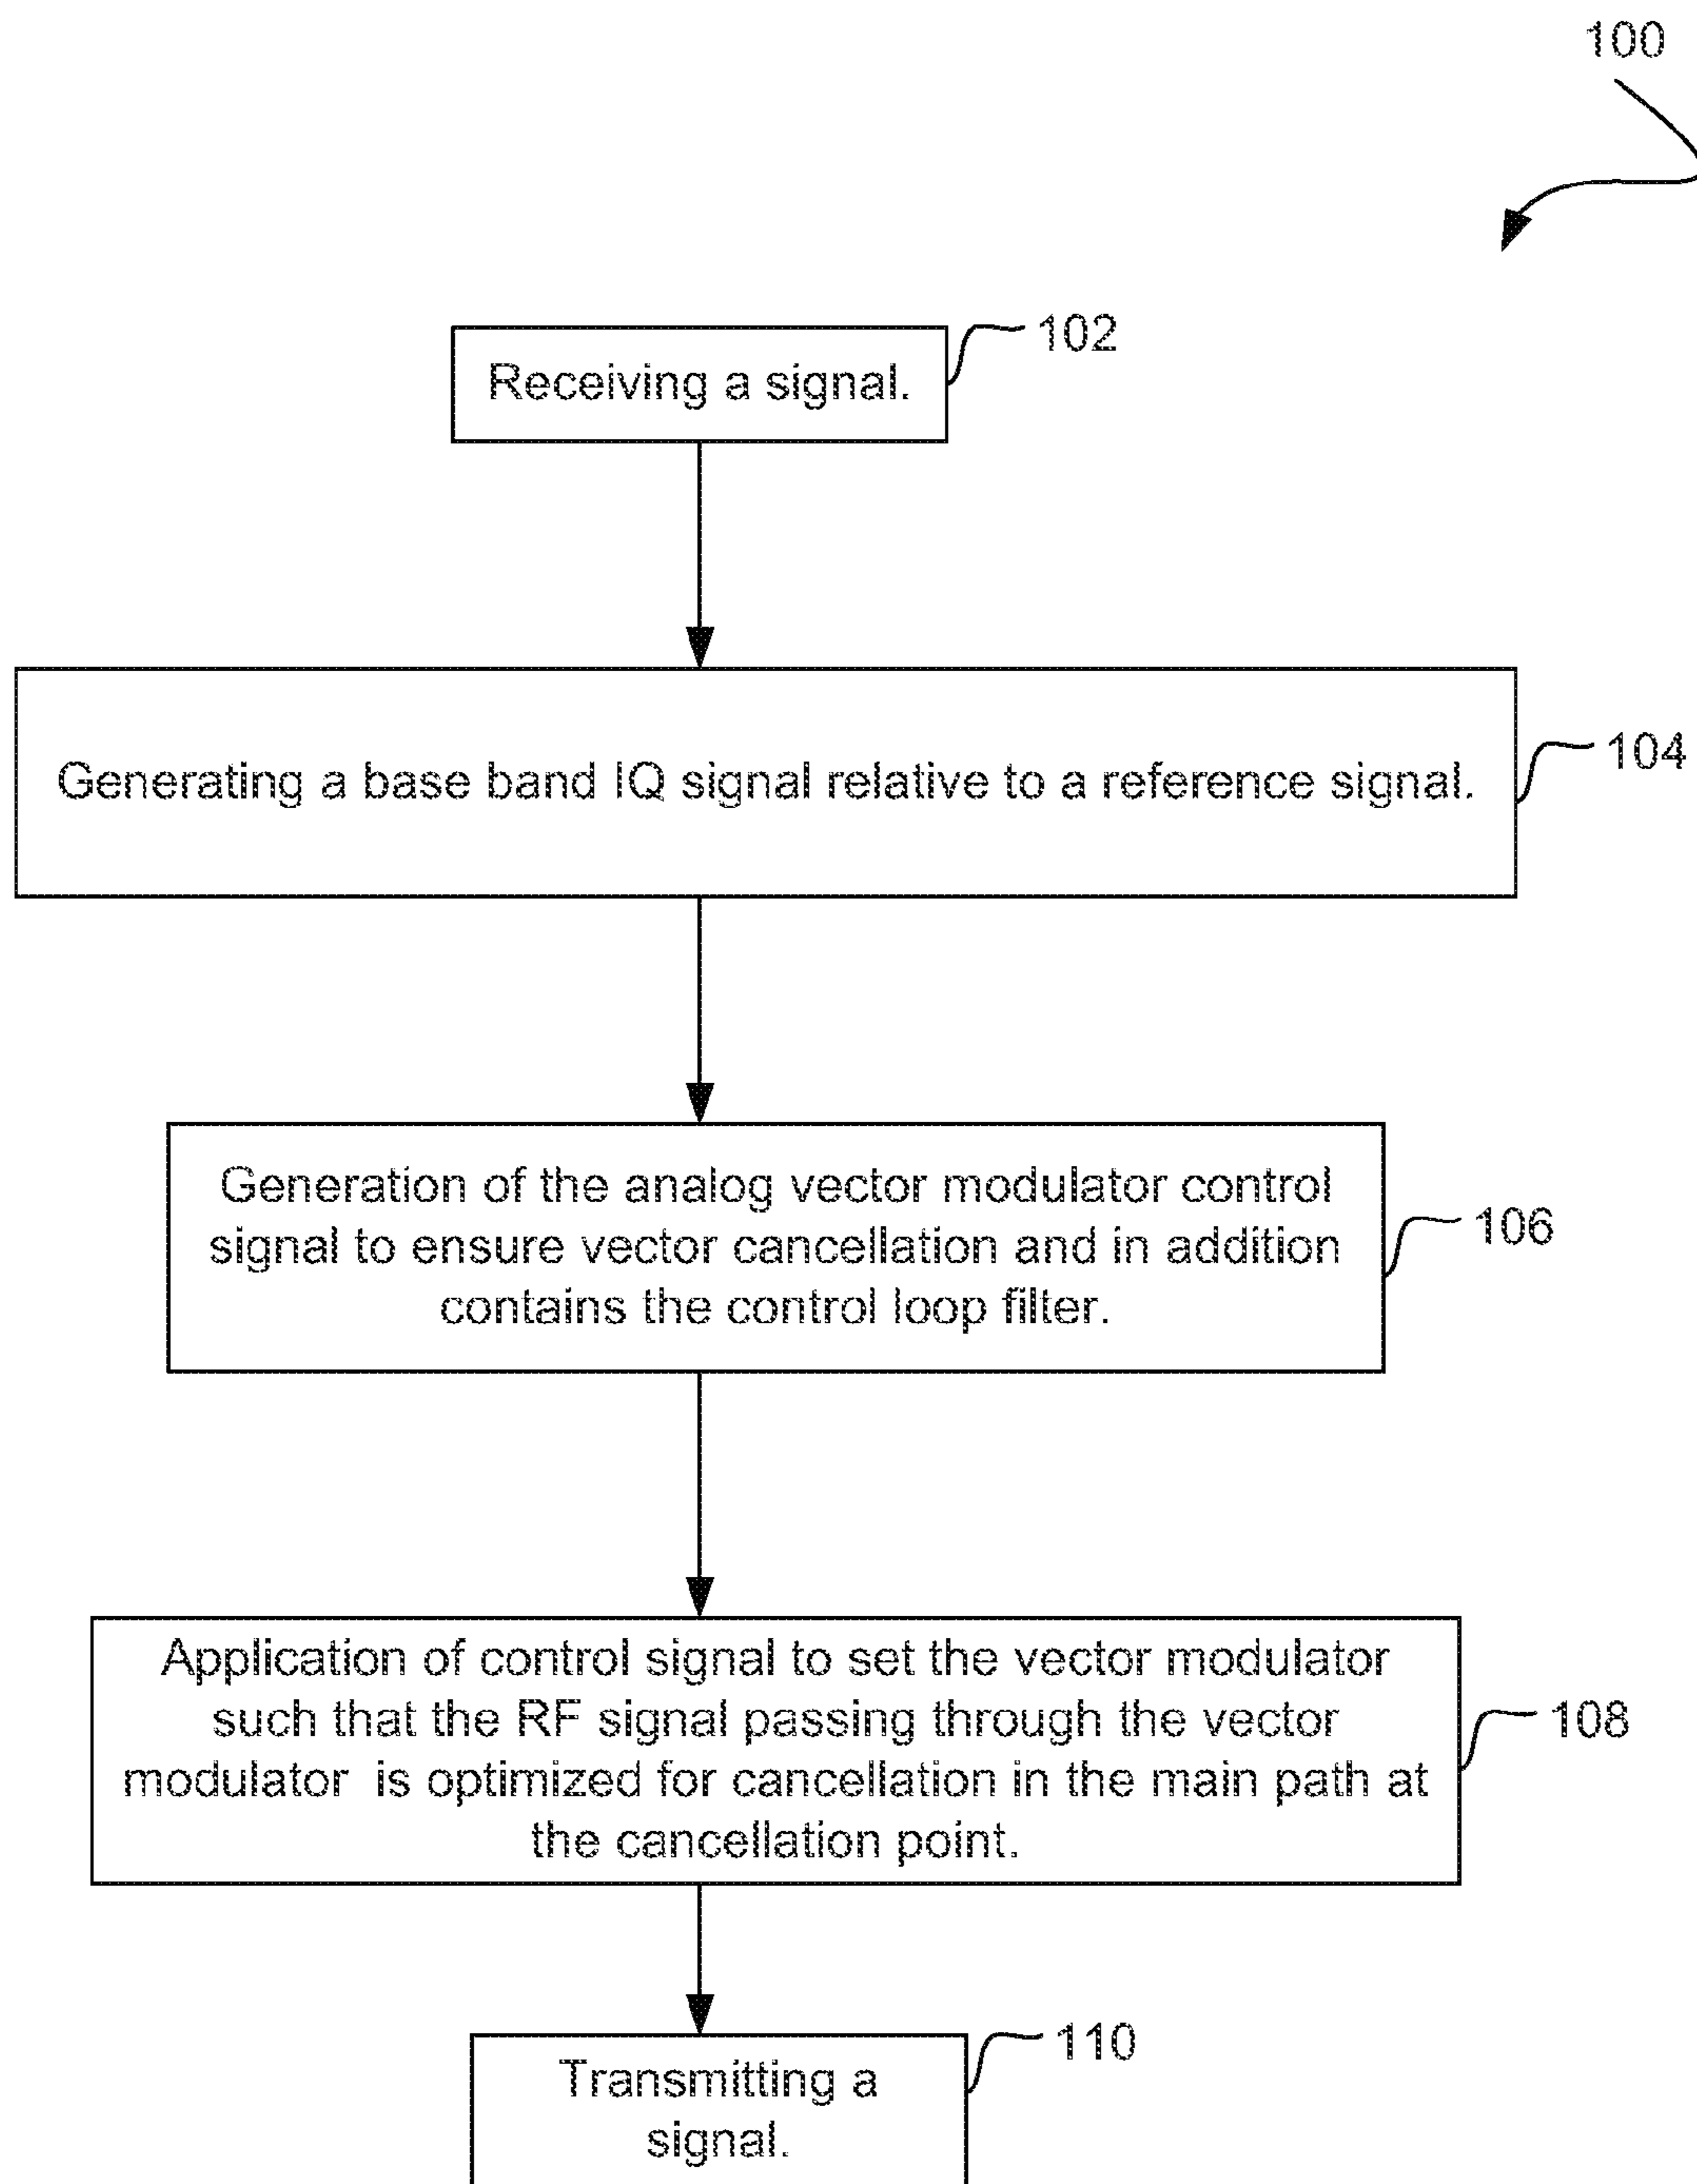 100
Receiving a signal.
102
Generating a base band IQ signal relative to a reference signal.
104
Generation of the analog vector modulator control
signal to ensure vector cancellation and in addition
contains the control loop filter.
106
Application of control signal to set the vector modulator
such that the RF signal passing through the vector
modulator is optimized for cancellation in the main path at
the cancellation point.
108
Transmitting a
signal.
110